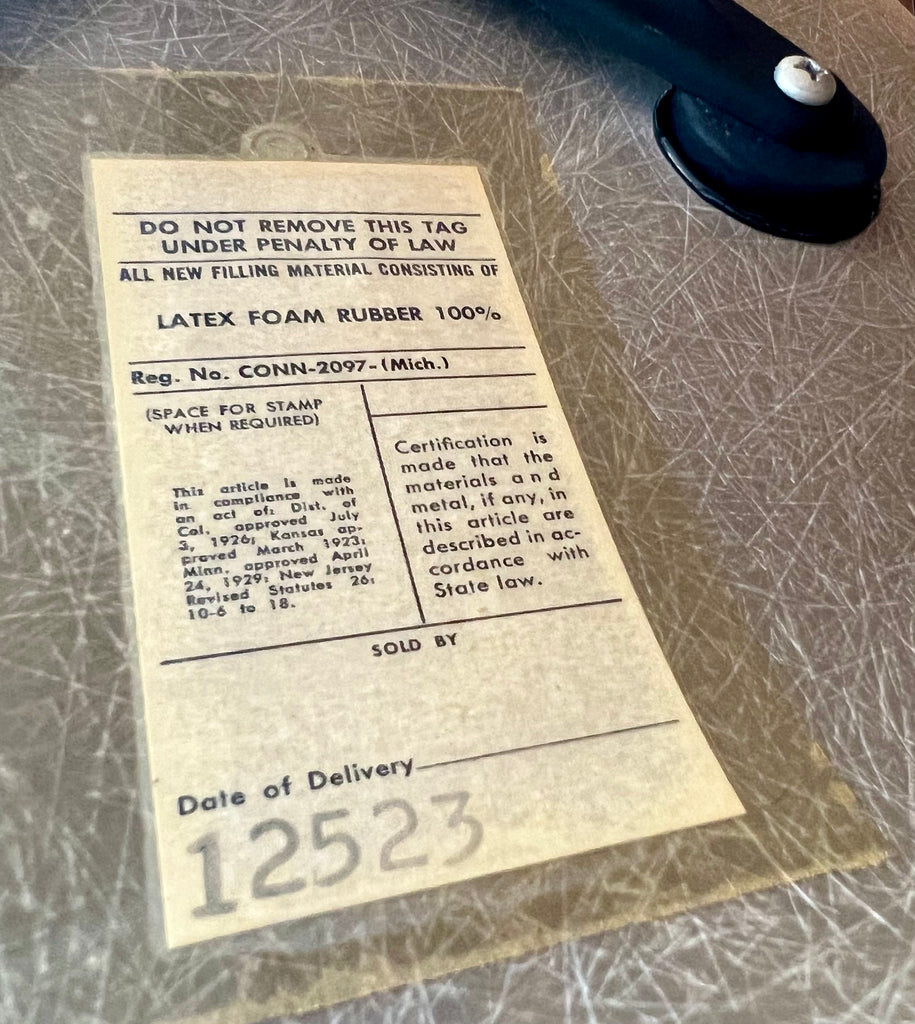 DO NOT REMOVE THIS TAG
UNDER PENALTY OF LAW
ALL NEW FILLING MATERIAL CONSISTING OF
LATEX FOAM RUBBER 100%
Reg. No. CONN-2097-(Mich.)
(SPACE FOR STAMP
WHEN REQUIRED)
This article is made
in compliance with
an act of: Dist. of
Col. approved July
3, 1926; Kansas ap-
proved March 1923;
Minn. approved April
24, 1929; New Jersey
Revised Statutes 26:
10-6 to 18.
Certification is
made that the
materials and
metal, if any, in
this article are
described in ac-
cordance with
State law.
SOLD BY
Date of Delivery
12523